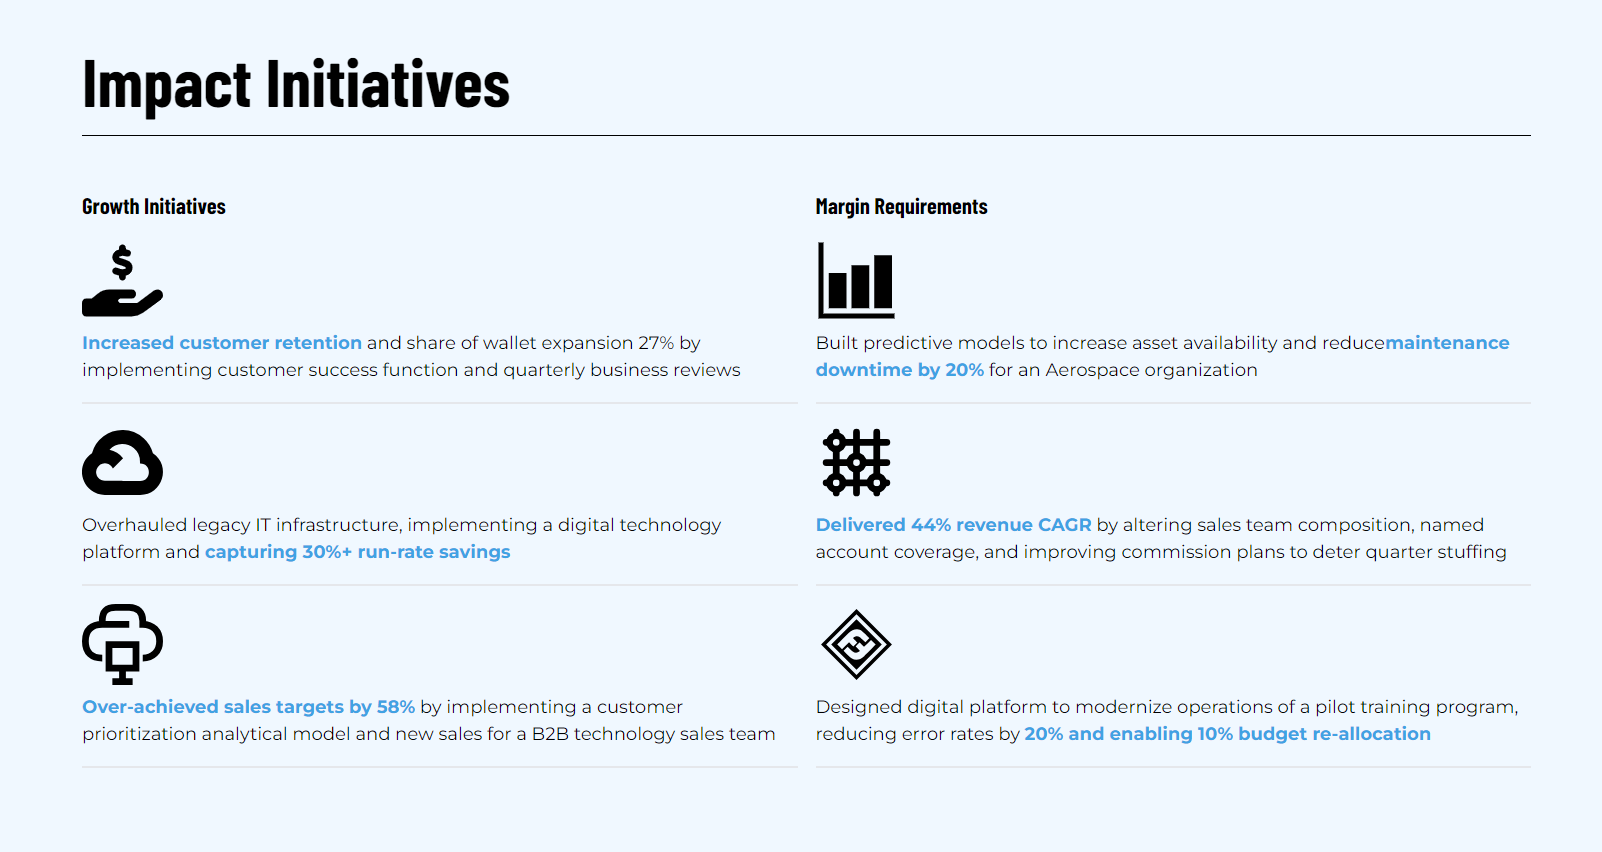 Impact Initiatives
Growth Initiatives
$
Increased customer retention and share of wallet expansion 27% by
implementing customer success function and quarterly business reviews
Overhauled legacy IT infrastructure, implementing a digital technology
platform and capturing 30%+ run-rate savings
Over-achieved sales targets by 58% by implementing a customer
prioritization analytical model and new sales for a B2B technology sales team
Margin Requirements
Built predictive models to increase asset availability and reducemaintenance
downtime by 20% for an Aerospace organization
Delivered 44% revenue CAGR by altering sales team composition, named
account coverage, and improving commission plans to deter quarter stuffing
Designed digital platform to modernize operations of a pilot training program,
reducing error rates by 20% and enabling 10% budget re-allocation